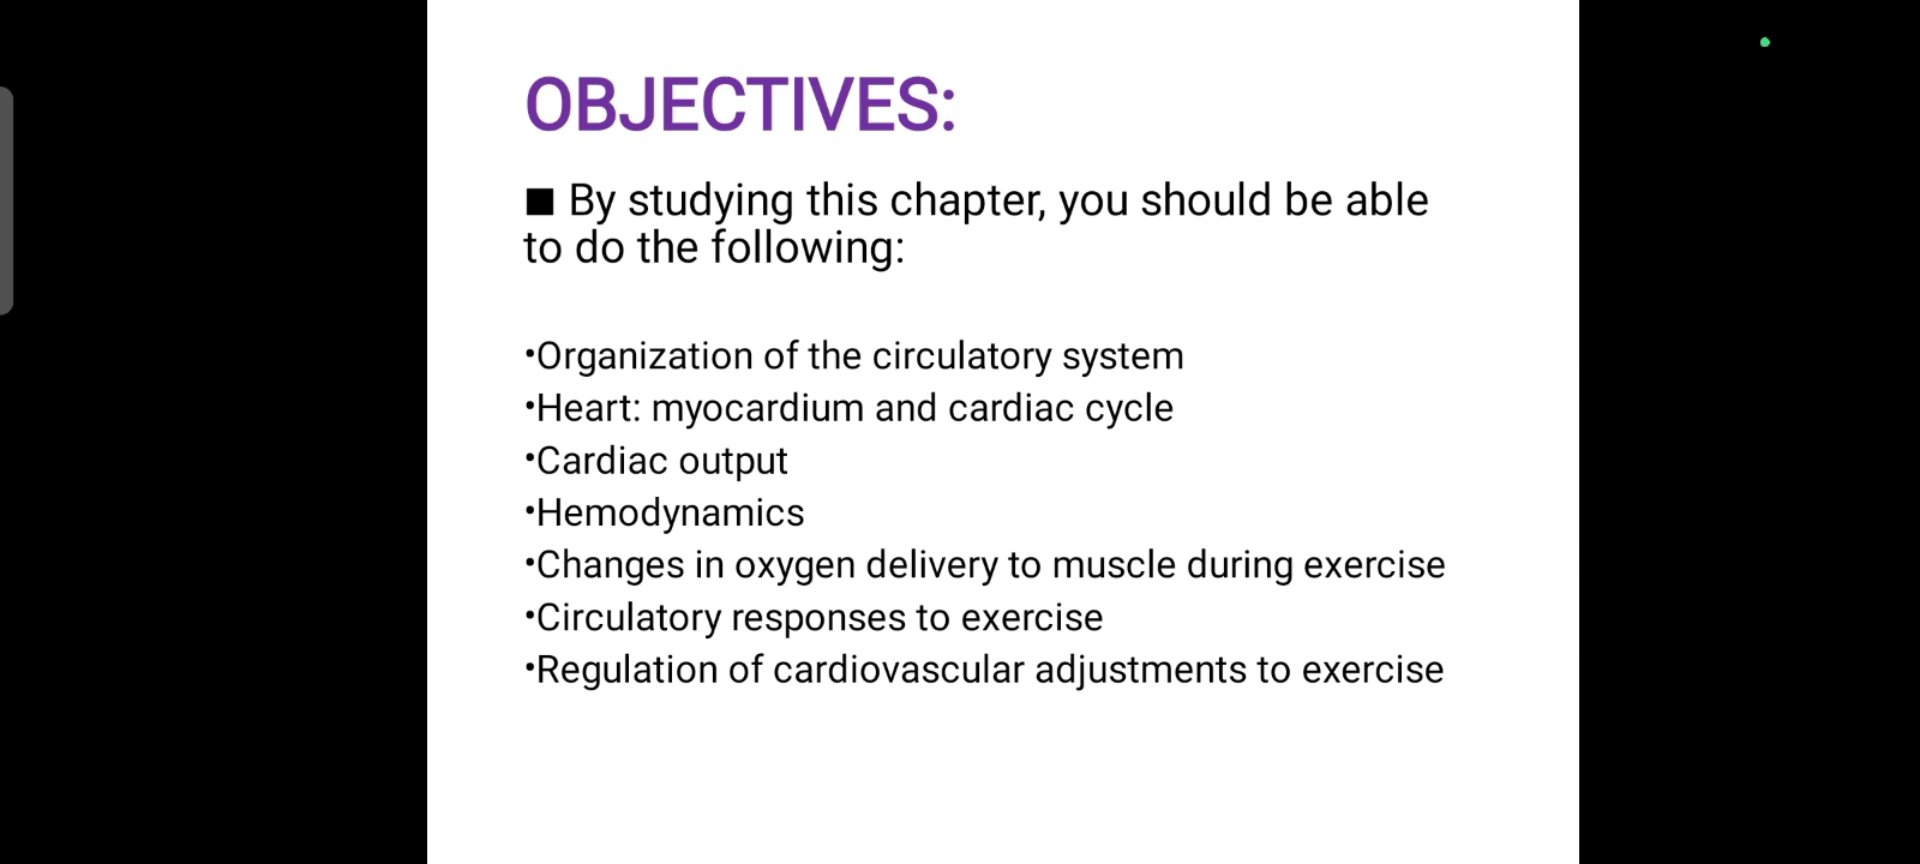 OBJECTIVES:
■ By studying this chapter, you should be able
to do the following:
•Organization of the circulatory system
•Heart: myocardium and cardiac cycle
•Cardiac output
•Hemodynamics
•Changes in oxygen delivery to muscle during exercise
•Circulatory responses to exercise
•Regulation of cardiovascular adjustments to exercise